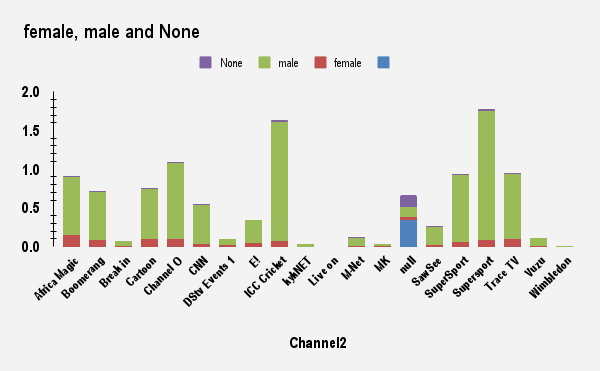 female, male and None
None male female
2.0
1.5
1.0
0.5
0.0
Africa Magic
Boomerang
Break in
Cartoon
Channel O
CNN
DStv Events 1
E!
ICC Cricket
kykNET
Live on
M-Net
MK
null
SawSee
SuperSport
Supersport
Trace TV
Vuzu
Wimbledon
Channel2